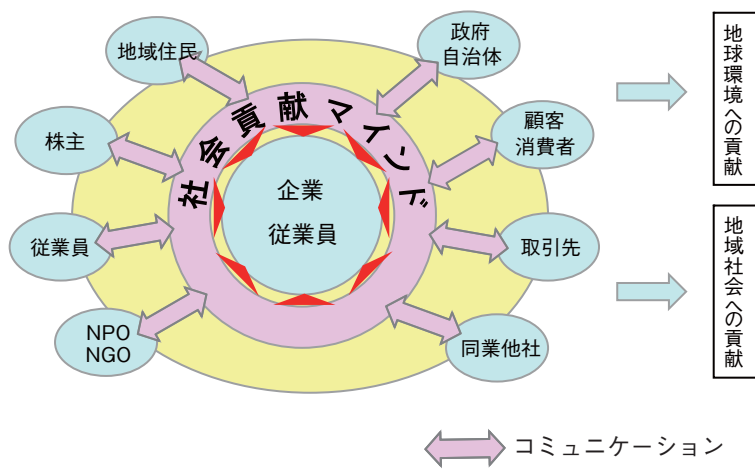 地域住民
政府
自治体
株主
顧客
消費者
従業員
取引先
NPO
NGO
同業他社
社会貢献マインド
企業
従業員
地球環境への貢献
地域社会への貢献
コミュニケーション